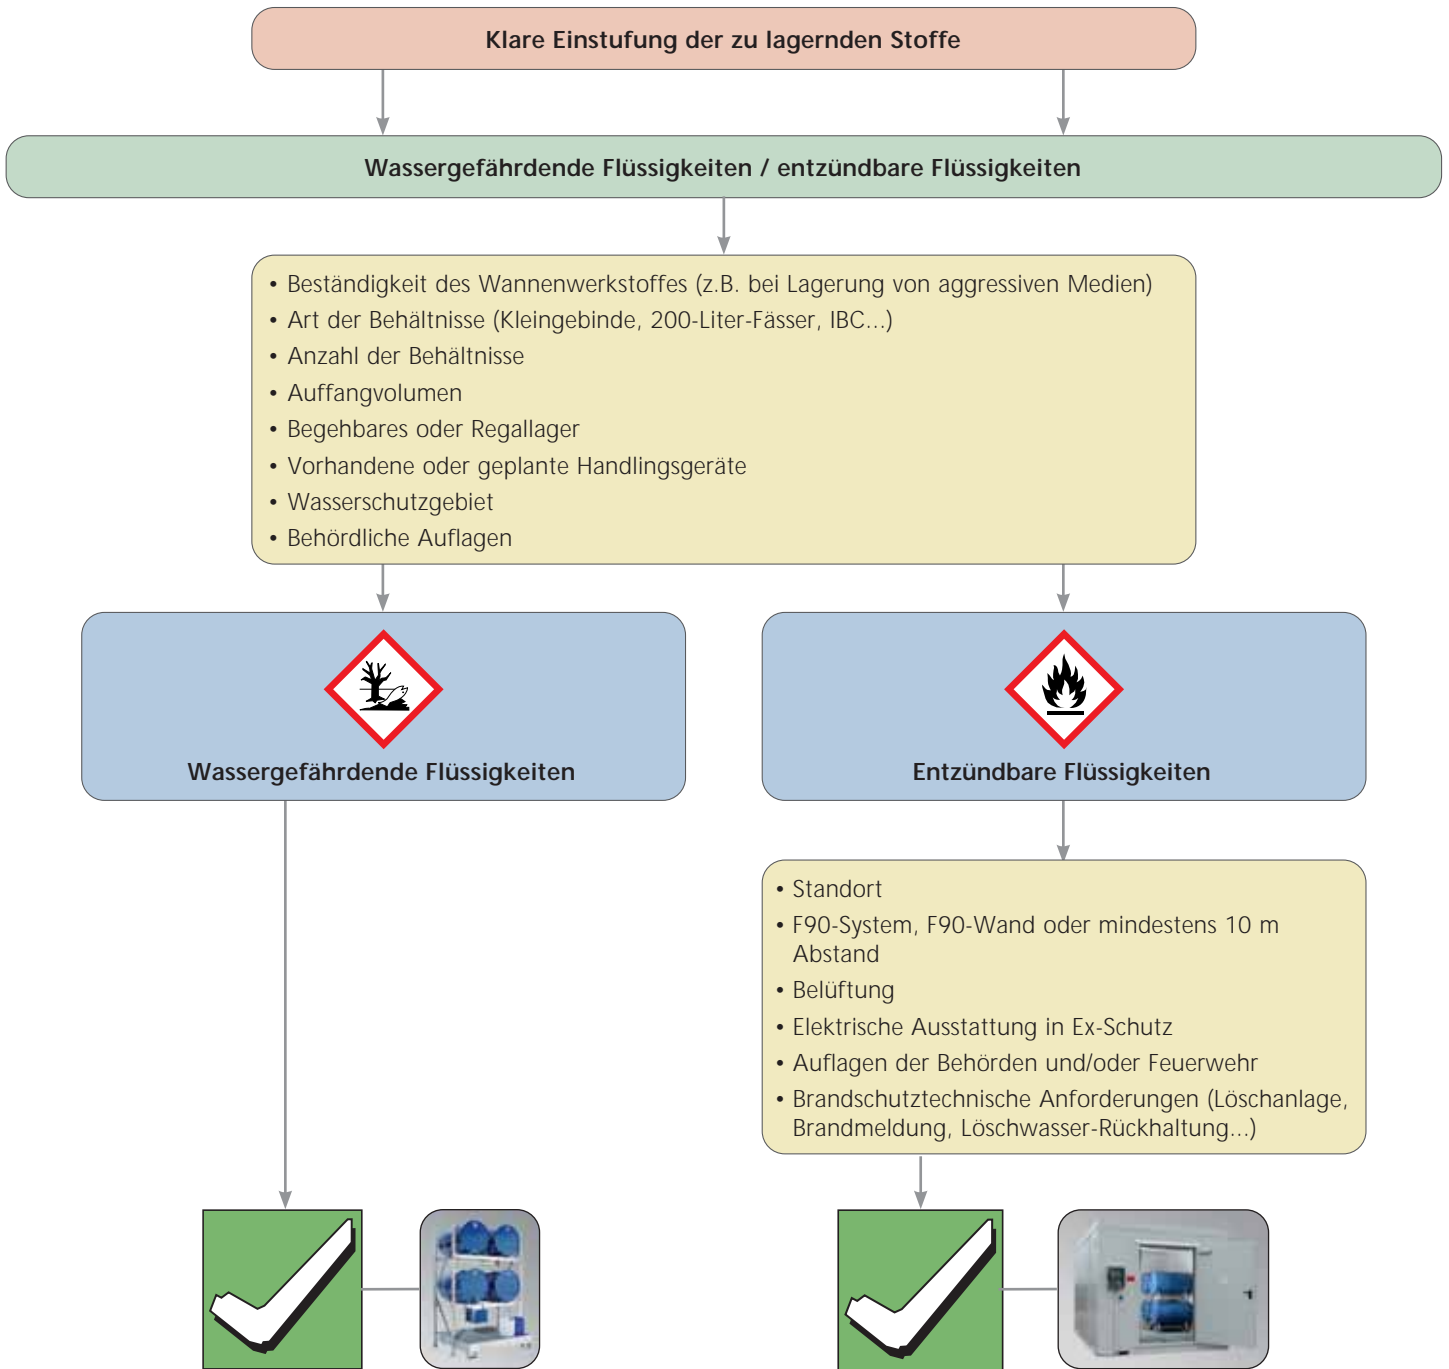 Klare Einstufung der zu lagernden Stoffe
Wassergefährdende Flüssigkeiten / entzündbare Flüssigkeiten
• Beständigkeit des Wannenwerkstoffes (z.B. bei Lagerung von aggressiven Medien)
• Art der Behältnisse (Kleingebinde, 200-Liter-Fässer, IBC...)
• Anzahl der Behältnisse
• Auffangvolumen
• Begehbares oder Regallager
• Vorhandene oder geplante Handlingsgeräte
• Wasserschutzgebiet
• Behördliche Auflagen
Wassergefährdende Flüssigkeiten
Entzündbare Flüssigkeiten
• Standort
• F90-System, F90-Wand oder mindestens 10 m
Abstand
• Belüftung
• Elektrische Ausstattung in Ex-Schutz
• Auflagen der Behörden und/oder Feuerwehr
• Brandschutztechnische Anforderungen (Löschanlage,
Brandmeldung, Löschwasser-Rückhaltung...)